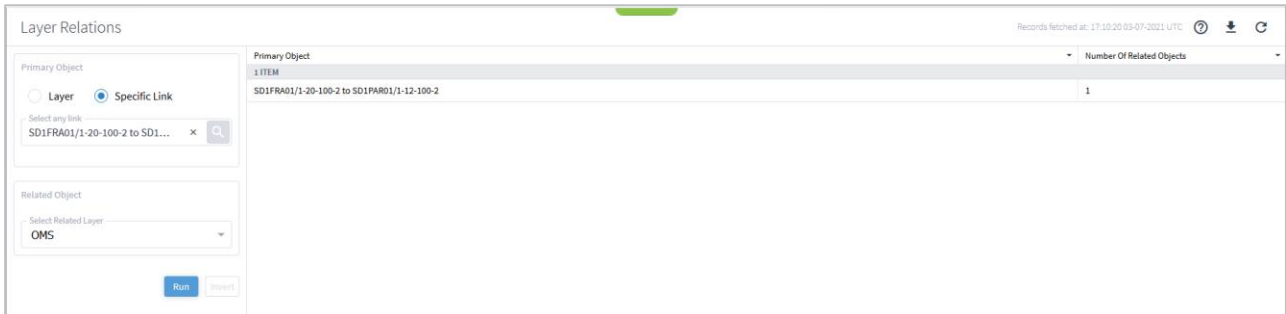 Layer Relations
Records fetched at: 17:10:20 03-07-2021 UTC
Primary Object
Layer
Specific Link
Select any link
SD1FRA01/1-20-100-2 to SD1...
Related Object
Select Related Layer
OMS
Run
Invert
Primary Object
Number Of Related Objects
1 ITEM
SD1FRA01/1-20-100-2 to SD1PAR01/1-12-100-2
1